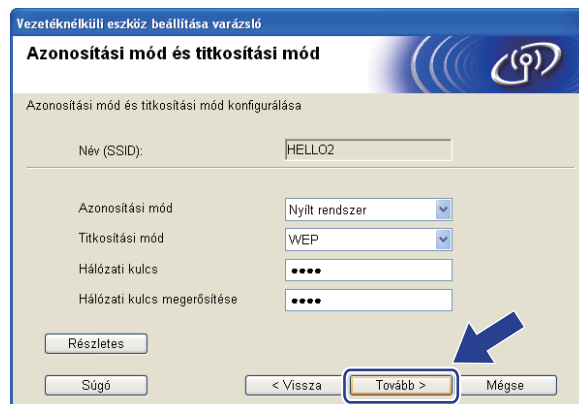 Vezetéknélküli eszköz beállítása varázsló
Azonosítási mód és titkosítási mód
Azonosítási mód és titkosítási mód konfigurálása
Név (SSID): HELLO2
Azonosítási mód Nyílt rendszer
Titkosítási mód WEP
Hálózati kulcs ●●●●
Hálózati kulcs megerősítése ●●●●
Részletes
Súgó < Vissza Tovább > Mégse